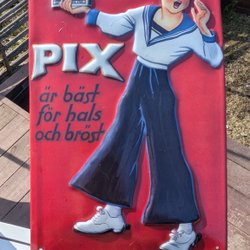 PIX
är bäst
för hals
och bröst